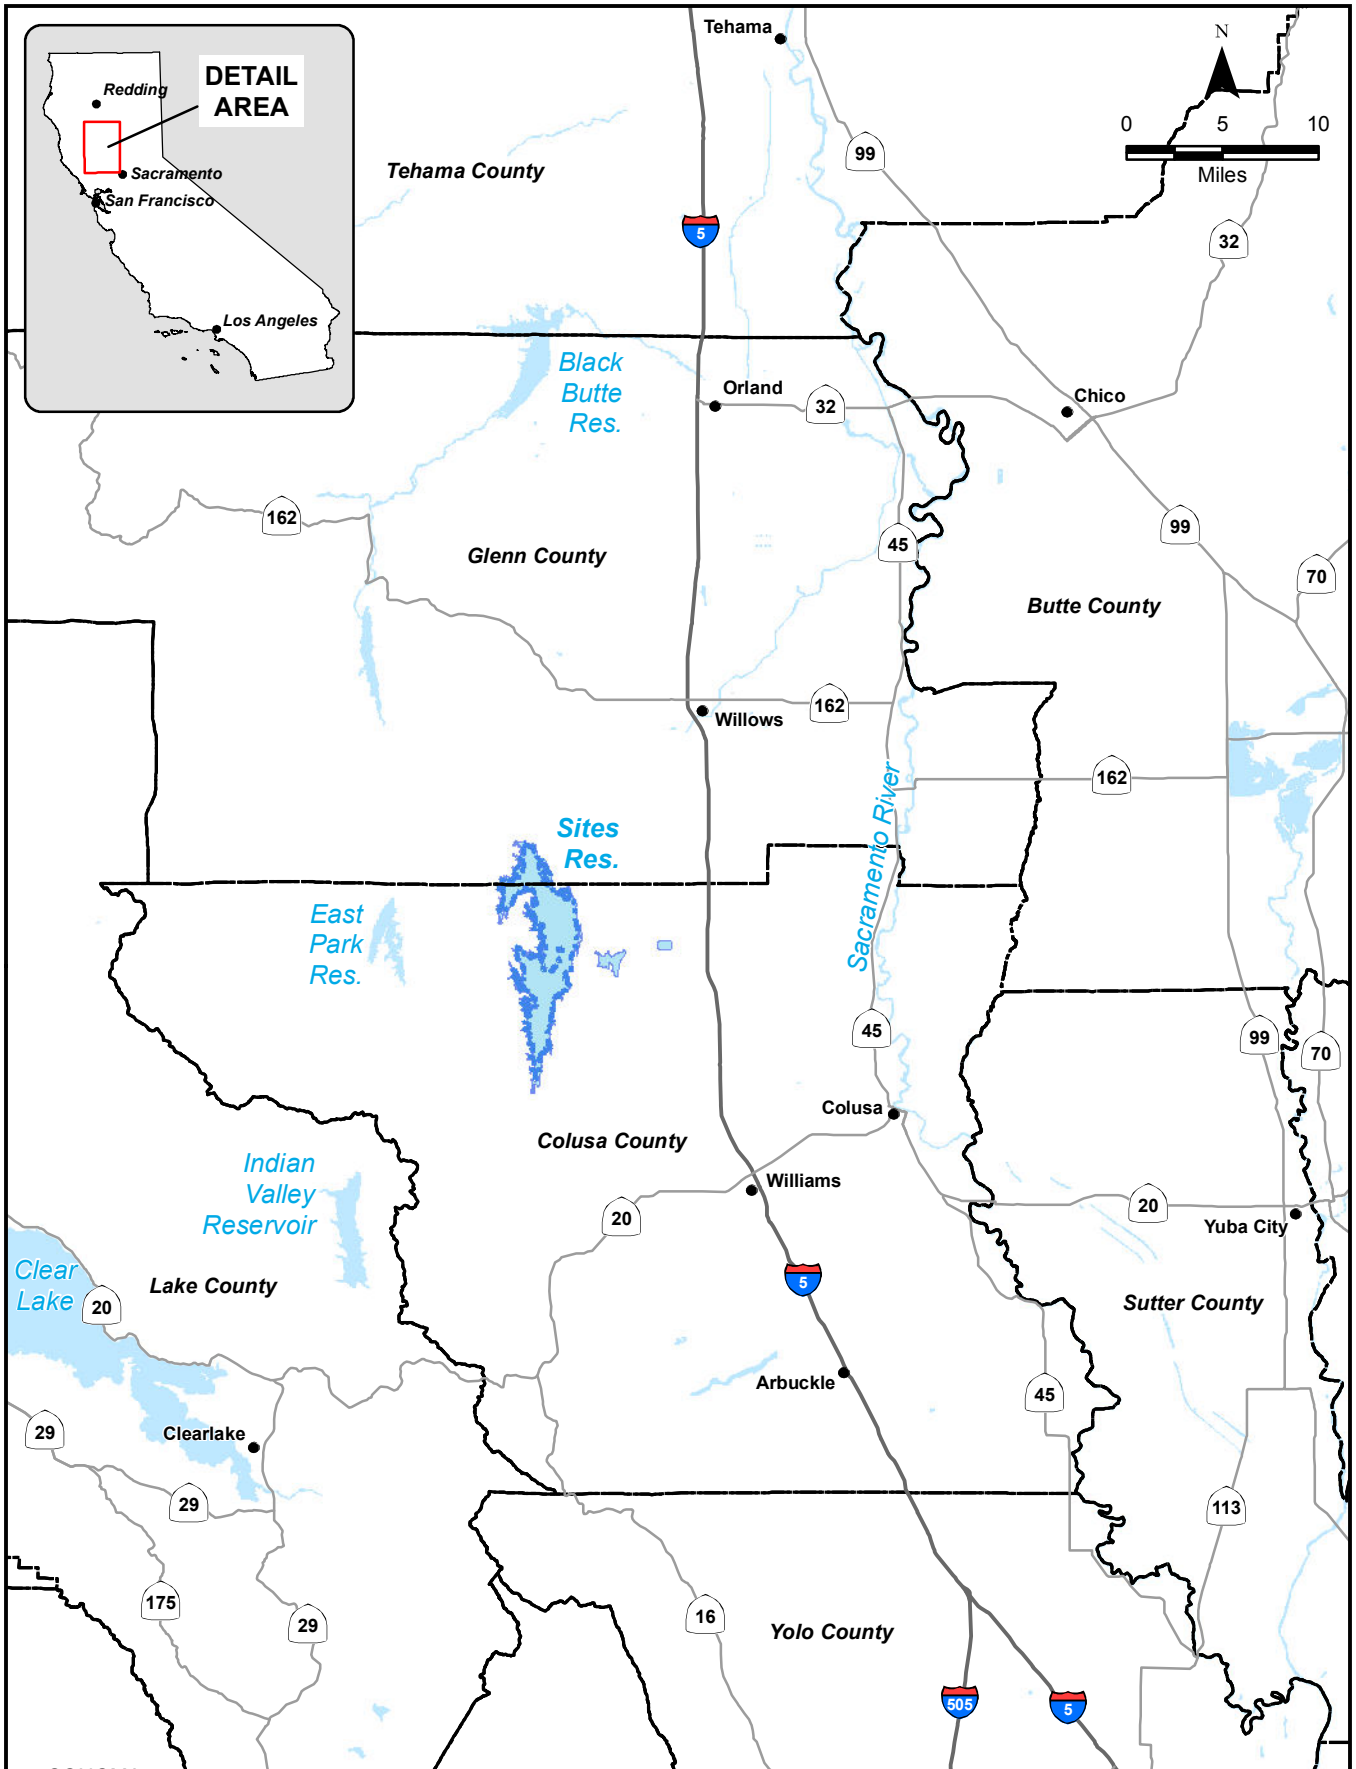 Tehama
N
DETAIL
AREA
Redding
Sacramento
San Francisco
Los Angeles
0 5 10
Miles
99
Tehama County
5
32
Black
Butte
Res.
Orland
32
Chico
162
45
99
70
Glenn County
Butte County
162
Willows
162
Sacramento River
Sites
Res.
East
Park
Res.
45
99
70
Colusa
Colusa County
Indian
Valley
Reservoir
Williams
20
20
Yuba City
Clear
Lake
20
Lake County
5
Sutter County
Arbuckle
45
29
Clearlake
29
113
175
29
16
Yolo County
505
5